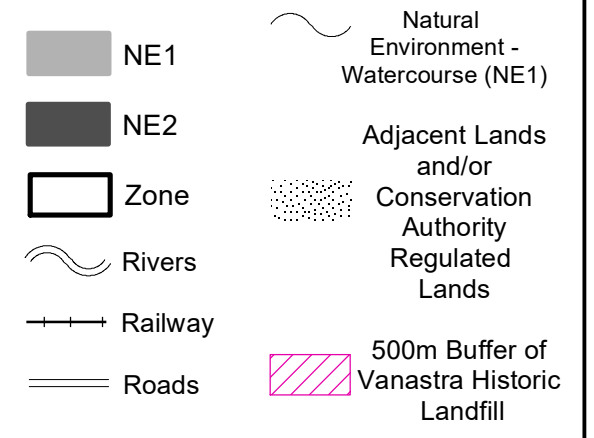 NE1
NE2
Zone
Rivers
Railway
Roads
Natural
Environment -
Watercourse (NE1)
Adjacent Lands
and/or
Conservation
Authority
Regulated
Lands
500m Buffer of
Vanastra Historic
Landfill